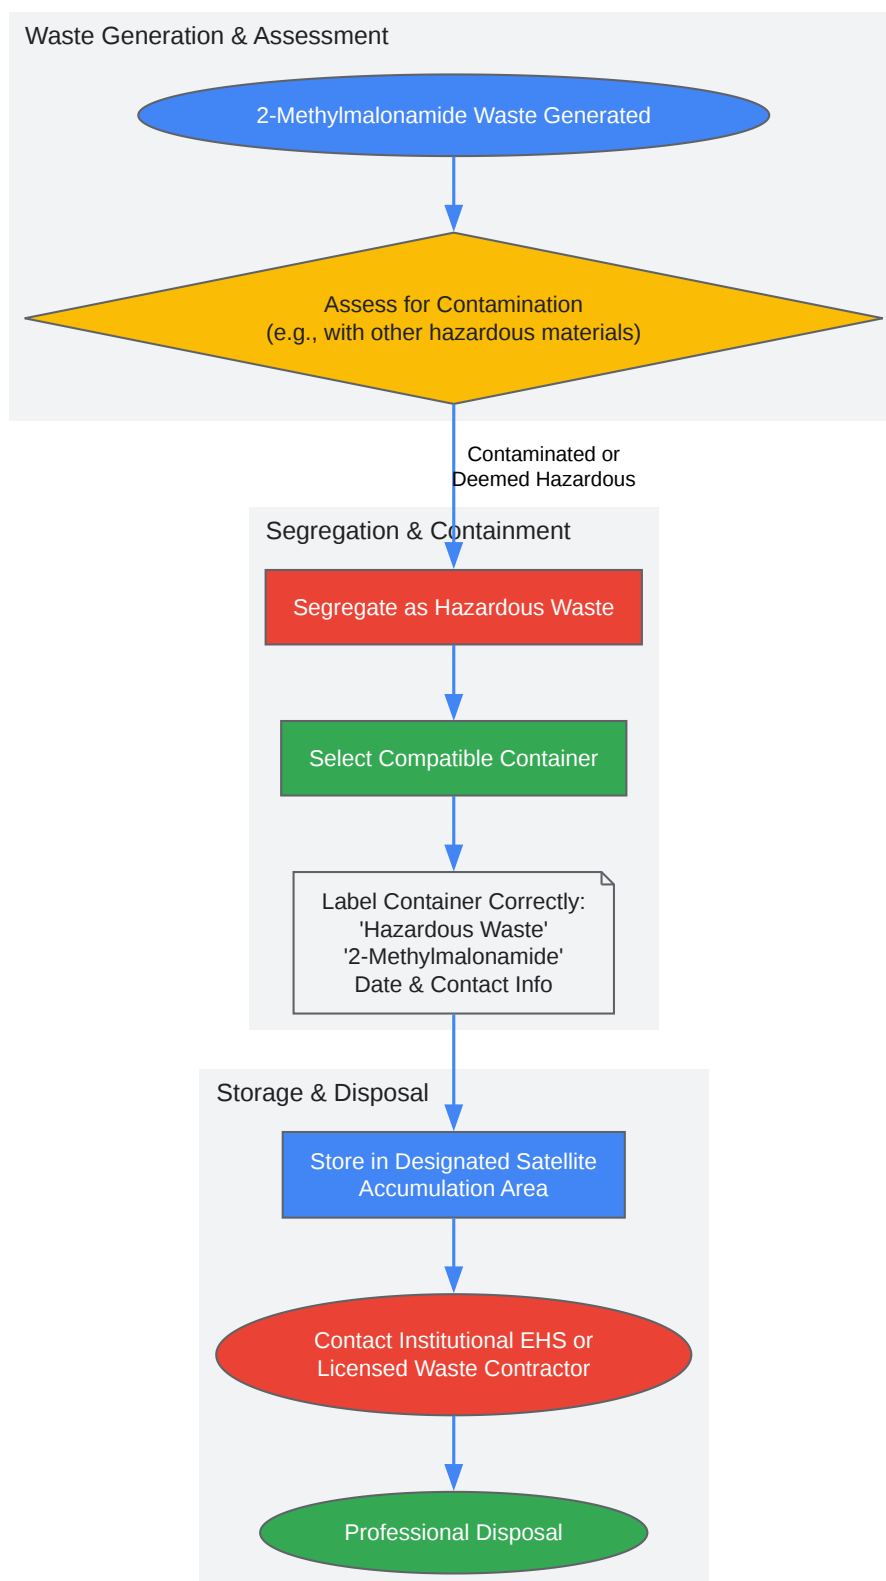 Waste Generation & Assessment
2-Methylmalonamide Waste Generated
Assess for Contamination
(e.g., with other hazardous materials)
Contaminated or
Deemed Hazardous
Segregation & Containment
Segregate as Hazardous Waste
Select Compatible Container
Label Container Correctly:
'Hazardous Waste'
'2-Methylmalonamide'
Date & Contact Info
Storage & Disposal
Store in Designated Satellite
Accumulation Area
Contact Institutional EHS or
Licensed Waste Contractor
Professional Disposal